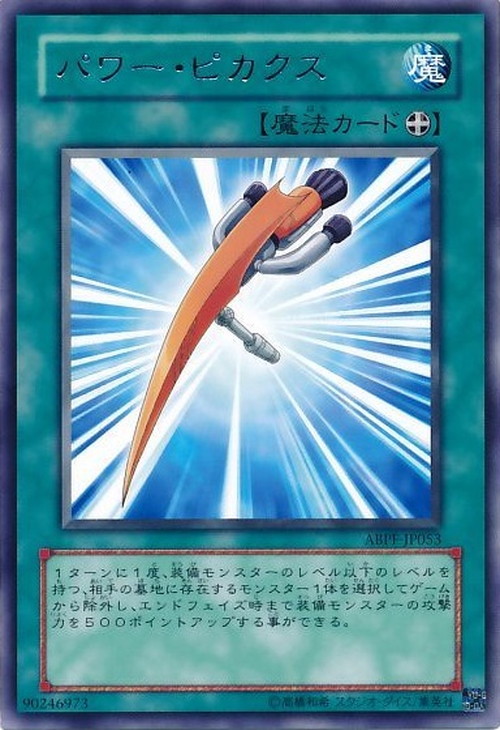 パワー・ピカクス
魔
【魔法カード】
ABPF-JP053
1ターンに1度、装備モンスターのレベル以下のレベルを
持つ、相手の墓地に存在するモンスター1体を選択してゲーム
から除外し、エンドフェイズ時まで装備モンスターの攻撃
力を500ポイントアップする事ができる。
90246973
©高橋和希 スタジオ・ダイス/集英社